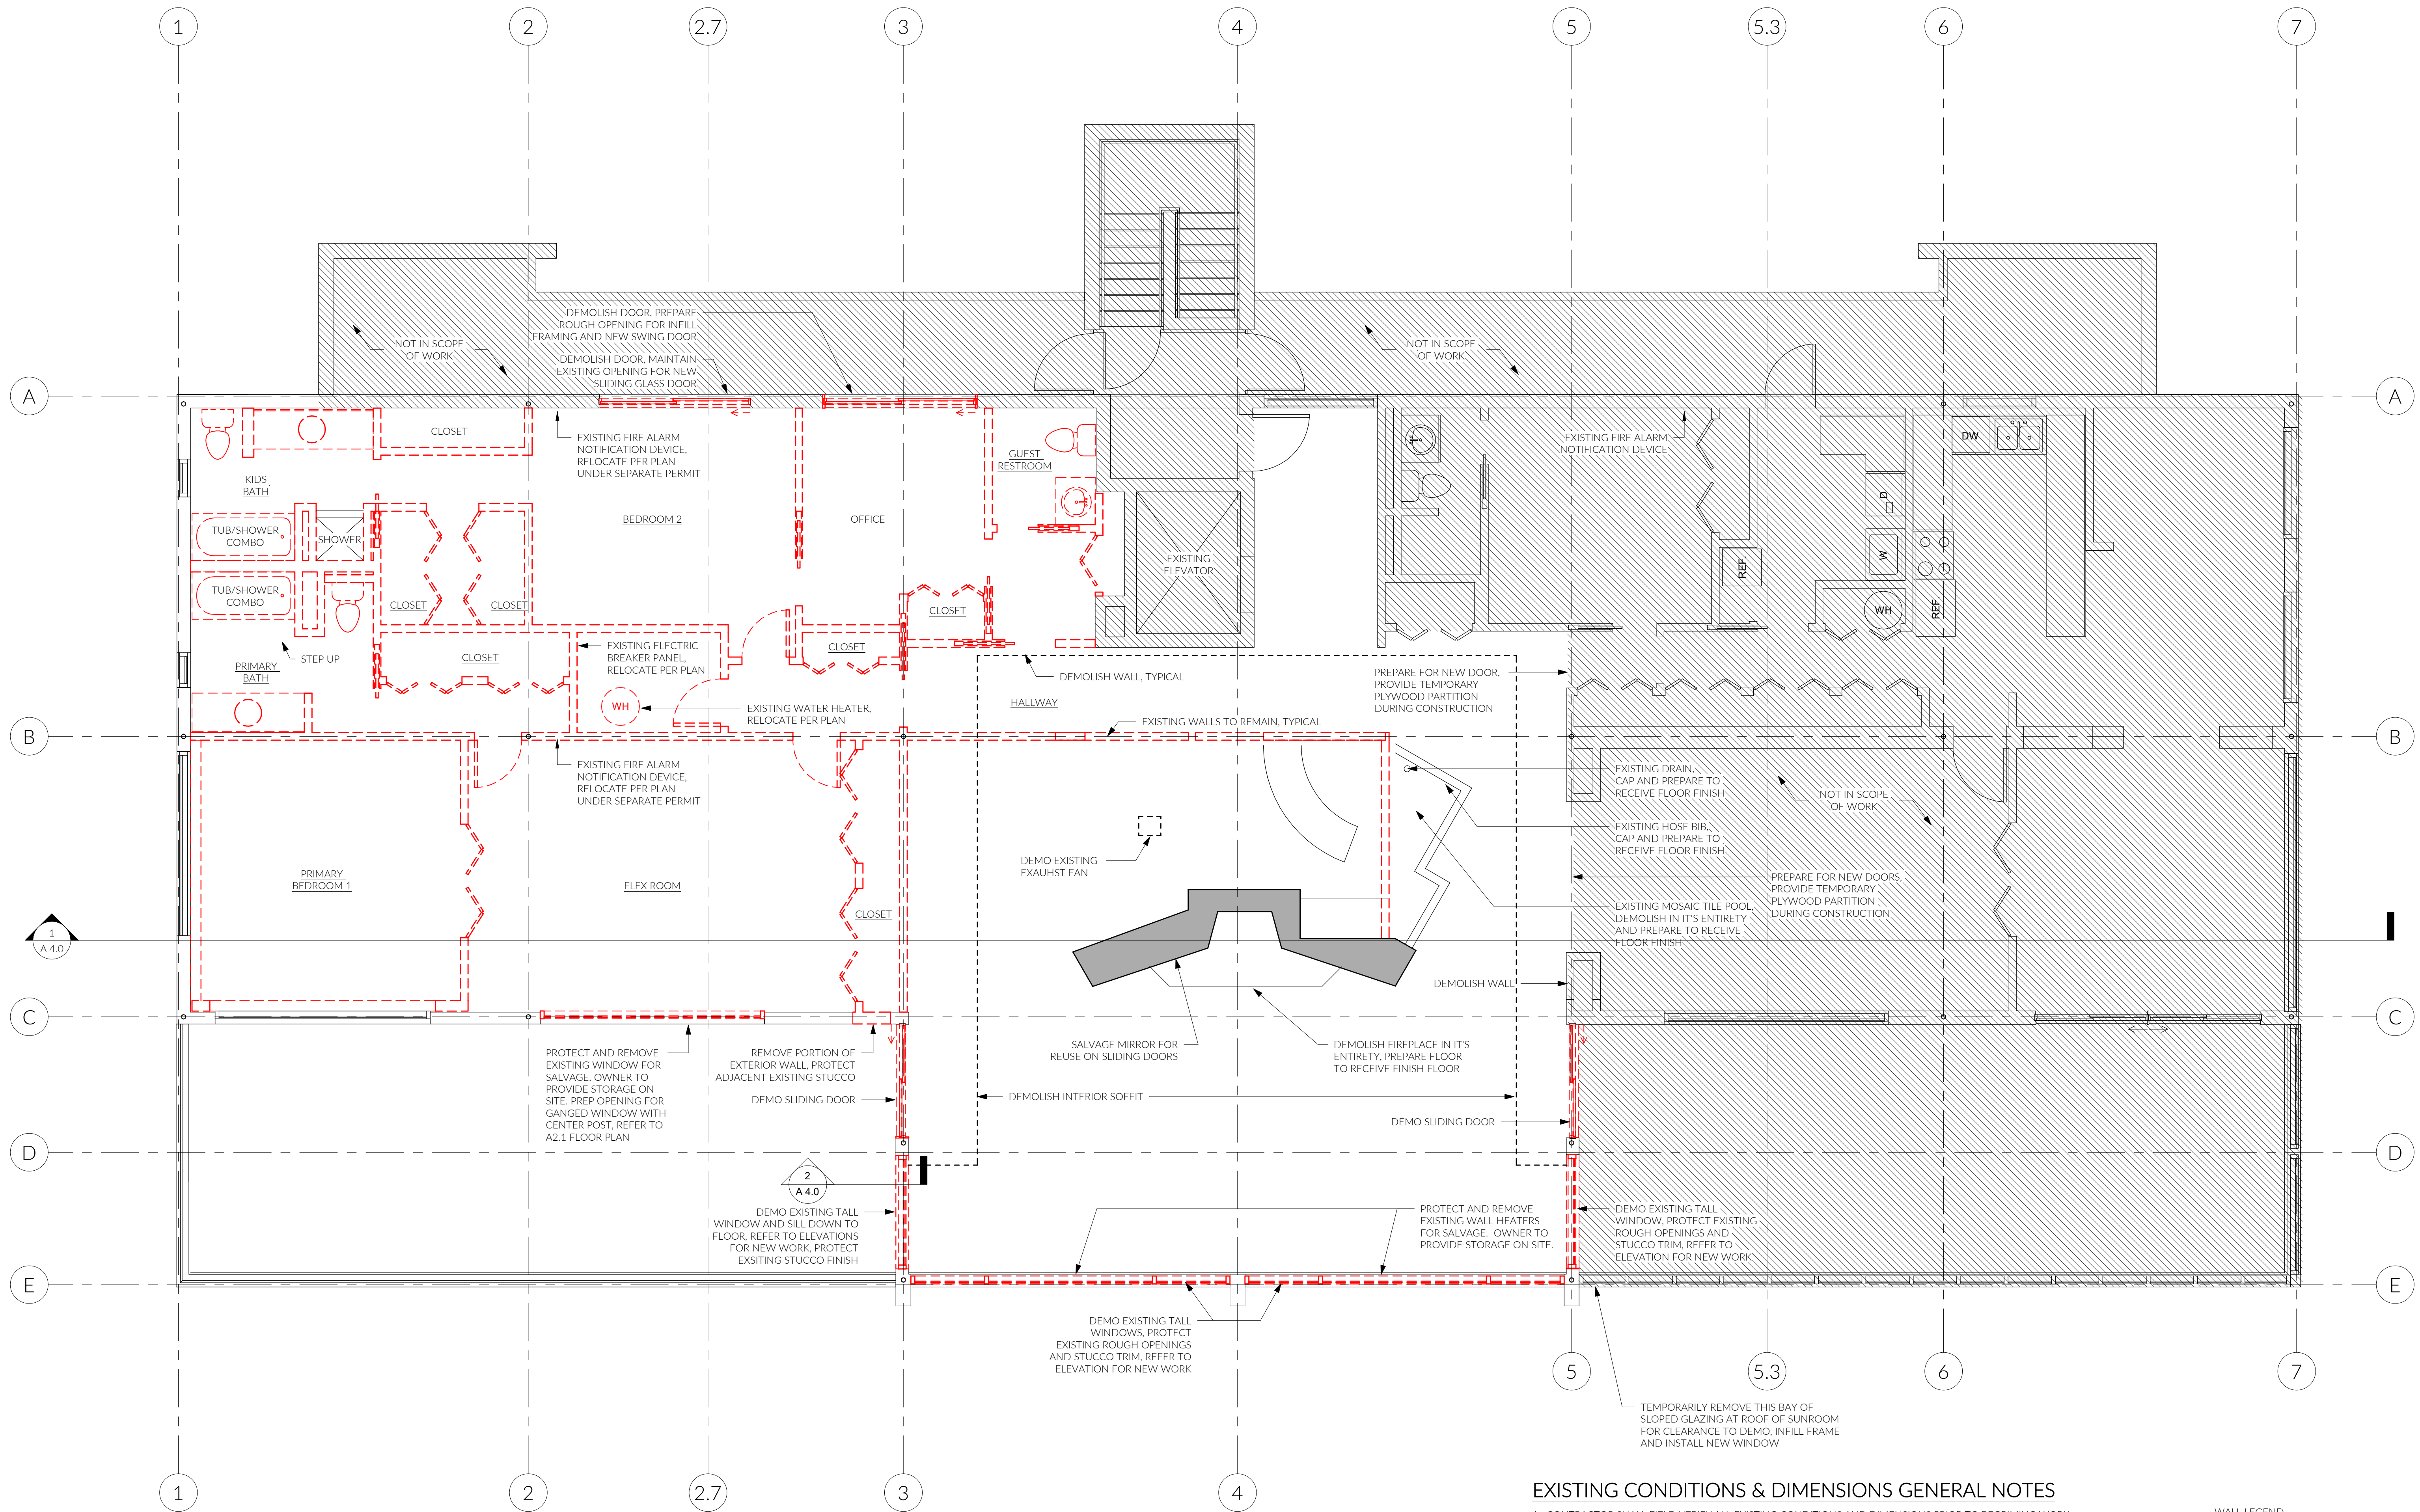 1
2
2.7
3
4
5
5.3
6
7
DEMOLISH DOOR, PREPARE
ROUGH OPENING FOR INFILL
FRAMING AND NEW SWING DOOR
NOT IN SCOPE
OF WORK
DEMOLISH DOOR, MAINTAIN
EXISTING OPENING FOR NEW
SLIDING GLASS DOOR
NOT IN SCOPE
OF WORK
A
A
CLOSET
EXISTING FIRE ALARM
NOTIFICATION DEVICE,
RELOCATE PER PLAN
UNDER SEPARATE PERMIT
GUEST
RESTROOM
EXISTING FIRE ALARM
NOTIFICATION DEVICE
DW
KIDS
BATH
BEDROOM 2
OFFICE
D
TUB/SHOWER
COMBO
SHOWER
EXISTING
ELEVATOR
W
REF
TUB/SHOWER
COMBO
CLOSET
CLOSET
CLOSET
WH
REF
STEP UP
PRIMARY
BATH
CLOSET
EXISTING ELECTRIC
BREAKER PANEL,
RELOCATE PER PLAN
CLOSET
DEMOLISH WALL, TYPICAL
PREPARE FOR NEW DOOR,
PROVIDE TEMPORARY
PLYWOOD PARTITION
DURING CONSTRUCTION
WH
EXISTING WATER HEATER,
RELOCATE PER PLAN
HALLWAY
EXISTING WALLS TO REMAIN, TYPICAL
B
B
EXISTING FIRE ALARM
NOTIFICATION DEVICE,
RELOCATE PER PLAN
UNDER SEPARATE PERMIT
EXISTING DRAIN,
CAP AND PREPARE TO
RECEIVE FLOOR FINISH
NOT IN SCOPE
OF WORK
EXISTING HOSE BIB,
CAP AND PREPARE TO
RECEIVE FLOOR FINISH
DEMO EXISTING
EXAUHST FAN
PRIMARY
BEDROOM 1
FLEX ROOM
CLOSET
PREPARE FOR NEW DOORS,
PROVIDE TEMPORARY
PLYWOOD PARTITION
DURING CONSTRUCTION
EXISTING MOSAIC TILE POOL,
DEMOLISH IN IT'S ENTIRETY
AND PREPARE TO RECEIVE
FLOOR FINISH
1
A 4.0
DEMOLISH WALL
C
C
PROTECT AND REMOVE
EXISTING WINDOW FOR
SALVAGE. OWNER TO
PROVIDE STORAGE ON
SITE. PREP OPENING FOR
GANGED WINDOW WITH
CENTER POST, REFER TO
A2.1 FLOOR PLAN
REMOVE PORTION OF
EXTERIOR WALL, PROTECT
ADJACENT EXISTING STUCCO
DEMO SLIDING DOOR
SALVAGE MIRROR FOR
REUSE ON SLIDING DOORS
DEMOLISH FIREPLACE IN IT'S
ENTIRETY, PREPARE FLOOR
TO RECEIVE FINISH FLOOR
DEMOLISH INTERIOR SOFFIT
DEMO SLIDING DOOR
D
D
2
A 4.0
DEMO EXISTING TALL
WINDOW AND SILL DOWN TO
FLOOR, REFER TO ELEVATIONS
FOR NEW WORK, PROTECT
EXSITING STUCCO FINISH
PROTECT AND REMOVE
EXISTING WALL HEATERS
FOR SALVAGE. OWNER TO
PROVIDE STORAGE ON SITE.
DEMO EXISTING TALL
WINDOW, PROTECT EXISTING
ROUGH OPENINGS AND
STUCCO TRIM, REFER TO
ELEVATION FOR NEW WORK
E
E
DEMO EXISTING TALL
WINDOWS, PROTECT
EXISTING ROUGH OPENINGS
AND STUCCO TRIM, REFER TO
ELEVATION FOR NEW WORK
5
5.3
6
7
TEMPORARILY REMOVE THIS BAY OF
SLOPED GLAZING AT ROOF OF SUNROOM
FOR CLEARANCE TO DEMO, INFILL FRAME
AND INSTALL NEW WINDOW
1
2
2.7
3
4
EXISTING CONDITIONS & DIMENSIONS GENERAL NOTES